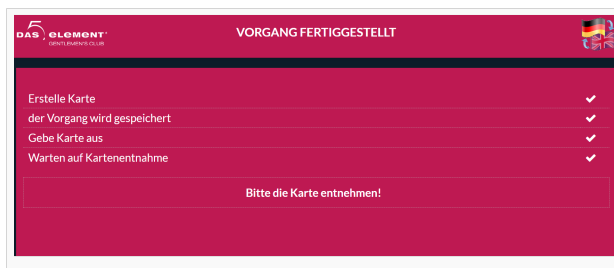 DAS 5. ELEMENT
GENTLEMEN'S CLUB
VORGANG FERTIGGESTELLT
Erstelle Karte
der Vorgang wird gespeichert
Gebe Karte aus
Warten auf Kartenentnahme
Bitte die Karte entnehmen!